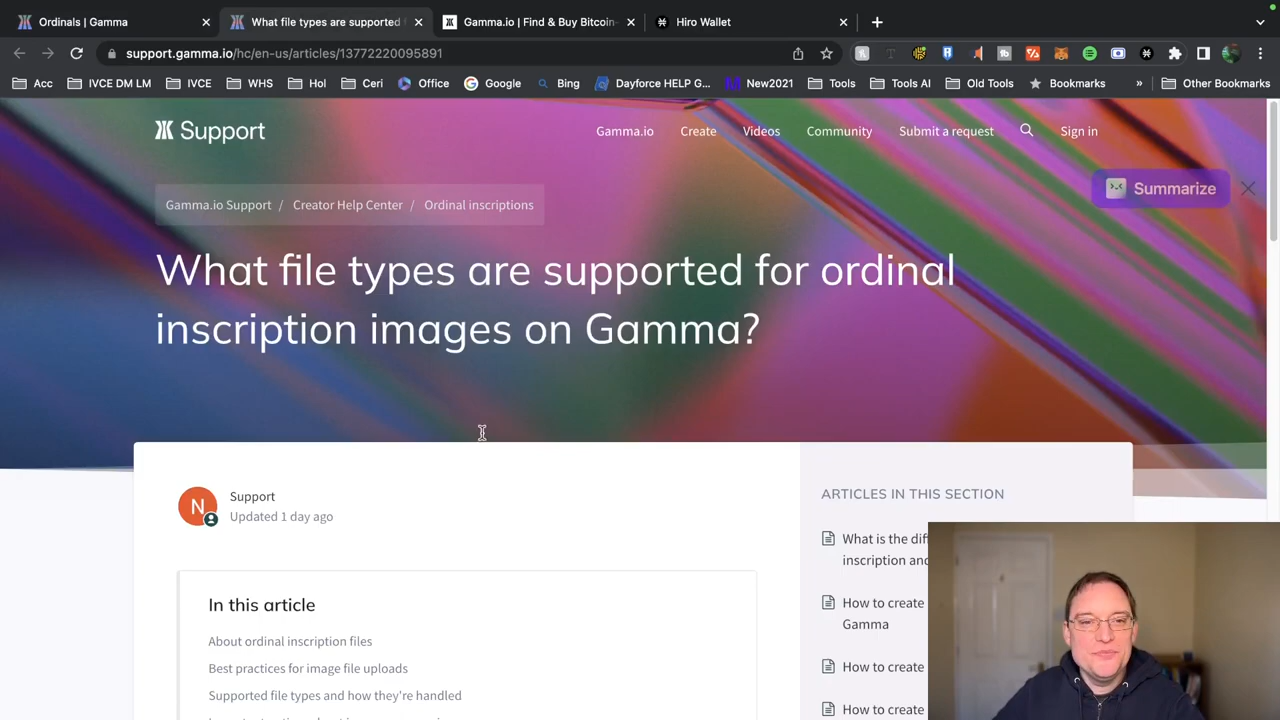 Ordinals | Gamma
What file types are supported f
Gamma.io | Find & Buy Bitcoin-
Hiro Wallet
support.gamma.io/hc/en-us/articles/13772220095891
Acc
IVCE DM LM
IVCE
WHS
Hol
Ceri
Office
Google
Bing
Dayforce HELP G...
New2021
Tools
Tools AI
Old Tools
Bookmarks
»
Other Bookmarks
Support
Gamma.io
Create
Videos
Community
Submit a request
Sign in
Summarize
Gamma.io Support / Creator Help Center / Ordinal inscriptions
What file types are supported for ordinal
inscription images on Gamma?
N
Support
Updated 1 day ago
In this article
About ordinal inscription files
Best practices for image file uploads
Supported file types and how they're handled
ARTICLES IN THIS SECTION
What is the dif
inscription and
How to create
Gamma
How to create
How to create